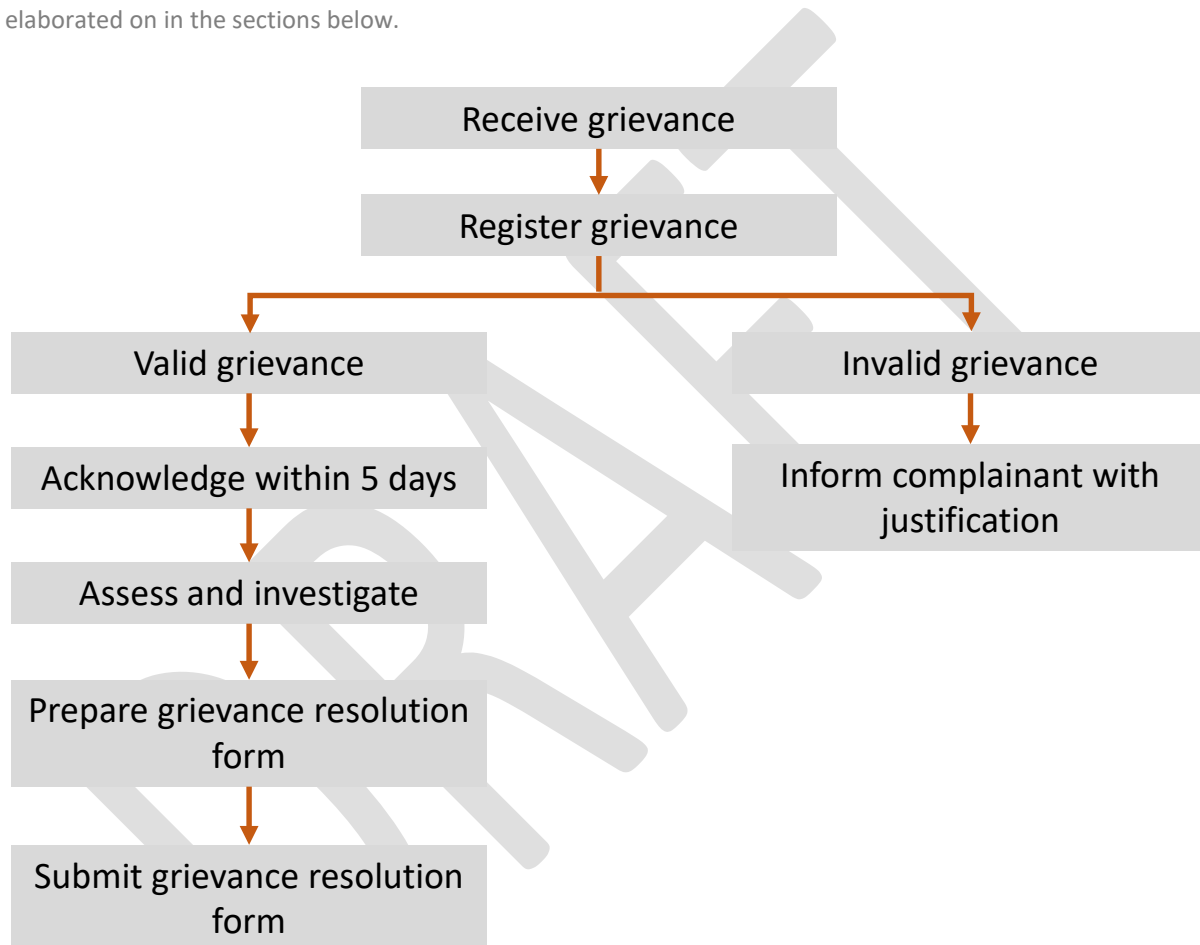 elaborated on in the sections below.
Receive grievance
Register grievance
Valid grievance
Invalid grievance
Acknowledge within 5 days
Inform complainant with
justification
Assess and investigate
Prepare grievance resolution
form
Submit grievance resolution
form
DRAFT